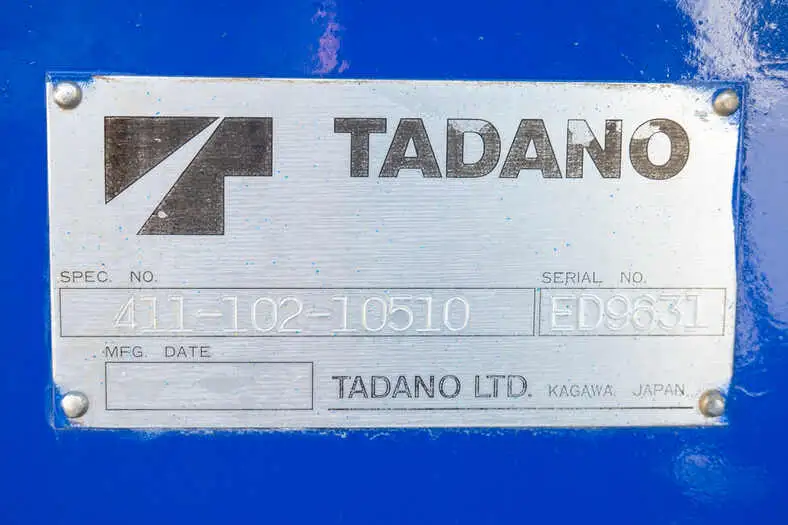 TADANO
SPEC. NO.
SERIAL NO.
411-102-10510
ED9631
MFG. DATE
TADANO LTD. KAGAWA. JAPAN.